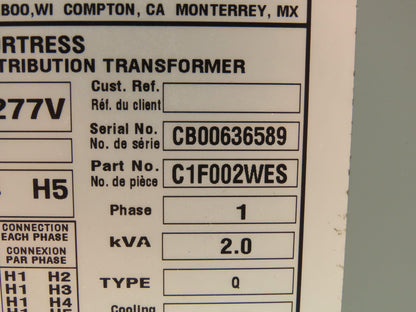 BOO,WI COMPTON, CA MONTERREY, MX
RTRESS
TRIBUTION TRANSFORMER
277V
Cust. Ref.
Réf. du client
Serial No. CB00636589
No. de série
Part No. C1F002WES
No. de pièce
H5
Phase 1
CONNECTION
EACH PHASE
kVA 2.0
CONNEXION
PAR PHASE
H1 H2
TYPE Q
H1 H3
H1 H4
Cooling